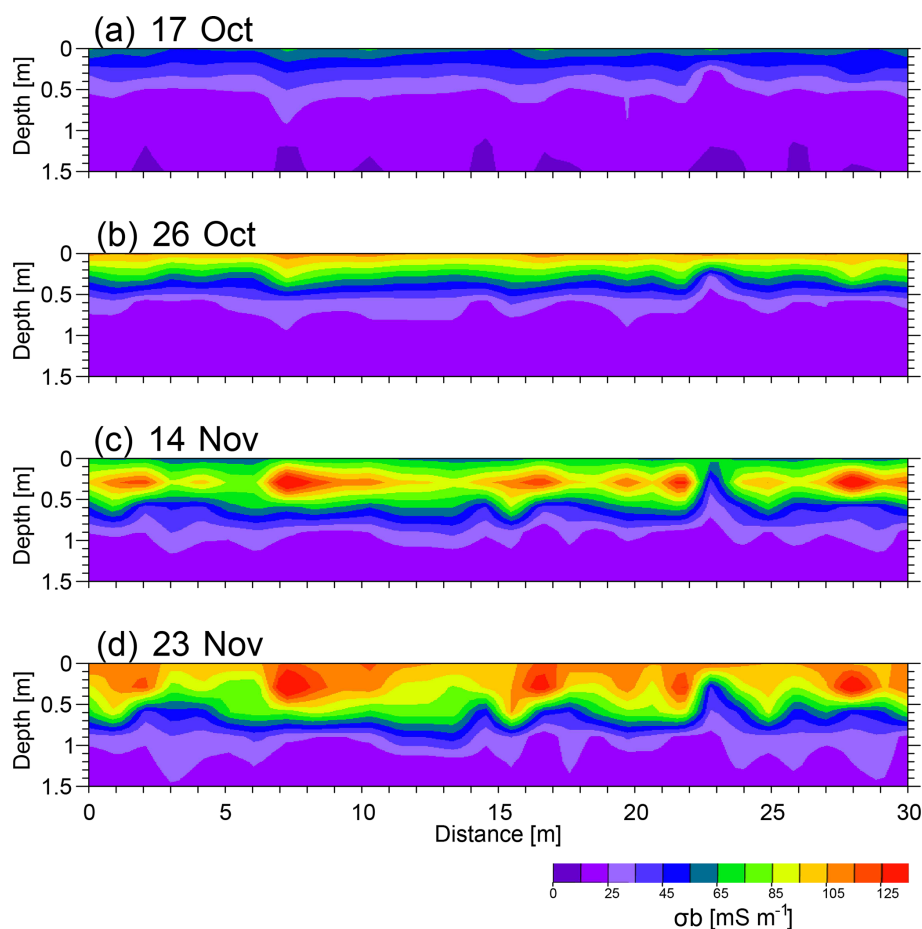 (a) 17 Oct
0
0.5
1
1.5
Depth [m]
(b) 26 Oct
0
0.5
1
1.5
Depth [m]
(c) 14 Nov
0
0.5
1
1.5
Depth [m]
(d) 23 Nov
0
0.5
1
1.5
Depth [m]
0 5 10 15 20 25 30
Distance [m]
0 25 45 65 85 105 125
σb [mS m⁻¹]